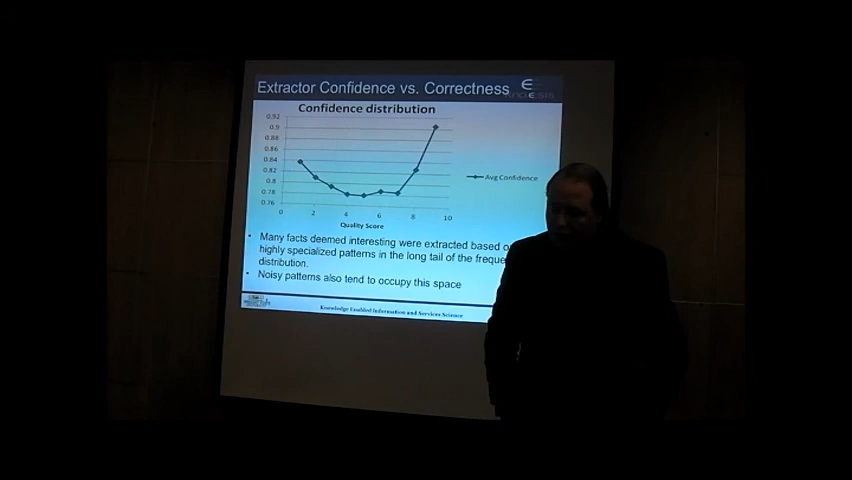 Extractor Confidence vs. Correctness
Confidence distribution
0.92
0.9
0.88
0.86
0.84
0.82
0.8
0.78
0.76
0 2 4 6 8 10
Quality Score
Avg Confidence
• Many facts deemed interesting were extracted based
highly specialized patterns in the long tail of the
distribution.
• Noisy patterns also tend to occupy this space
Knowledge Enabled Information and Services Science